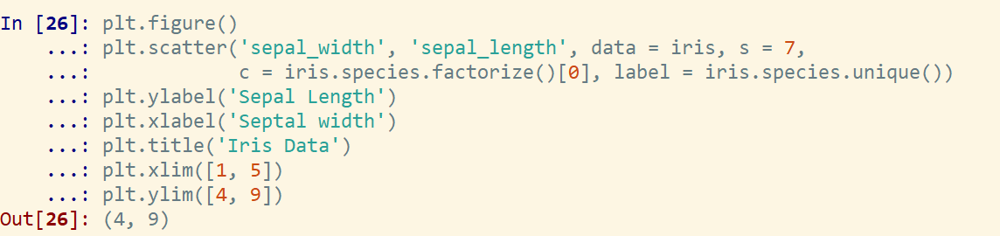 In [26]: plt.figure()
...: plt.scatter('sepal_width', 'sepal_length', data = iris, s = 7,
...:             c = iris.species.factorize()[0], label = iris.species.unique())
...: plt.ylabel('Sepal Length')
...: plt.xlabel('Septal width')
...: plt.title('Iris Data')
...: plt.xlim([1, 5])
...: plt.ylim([4, 9])
Out[26]: (4, 9)